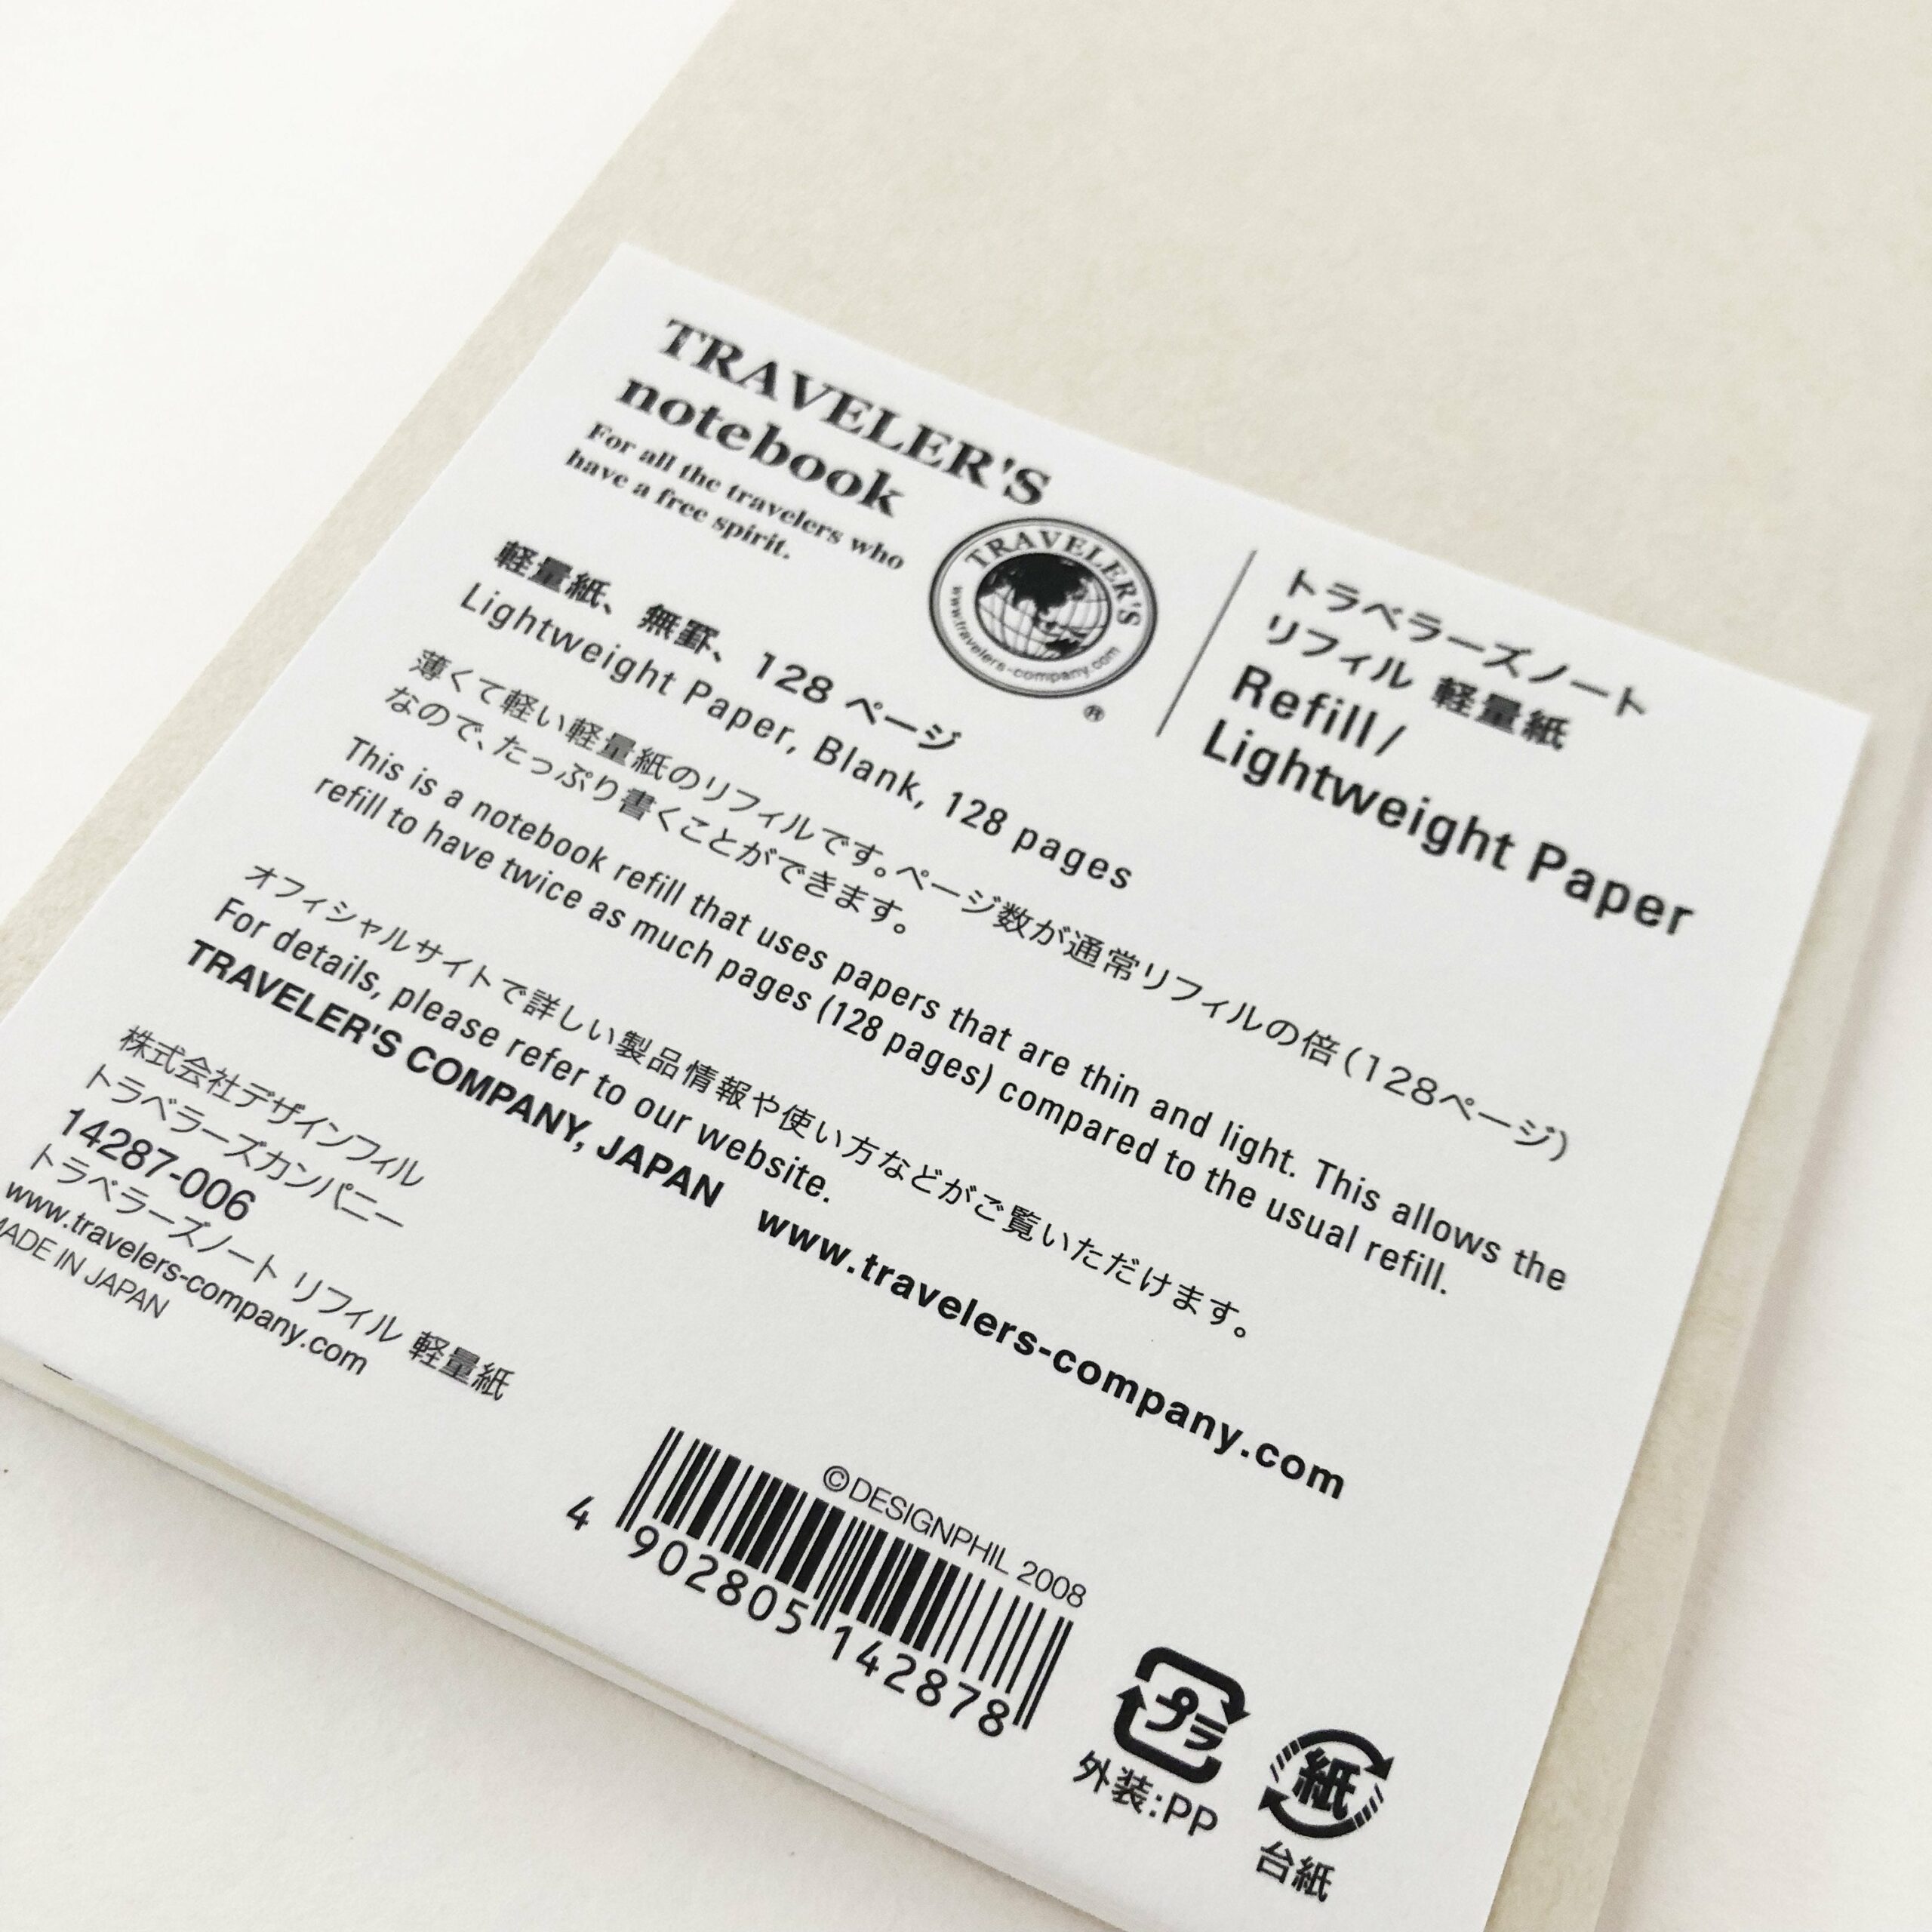 TRAVELER'S
notebook
For all the travelers who
have a free spirit.
TRAVELER'S
www.travelers-company.com
®
トラベラーズノート
リフィル 軽量紙
Refill/
Lightweight Paper
軽量紙、無罫、128 ページ
Lightweight Paper, Blank, 128 pages
薄くて軽い軽量紙のリフィルです。ページ数が通常リフィルの倍(128ページ)
なので、たっぷり書くことができます。
This is a notebook refill that uses papers that are thin and light. This allows the
refill to have twice as much pages (128 pages) compared to the usual refill.
オフィシャルサイトで詳しい製品情報や使い方などがご覧いただけます。
For details, please refer to our website.
TRAVELER'S COMPANY, JAPAN www.travelers-company.com
株式会社デザインフィル
トラベラーズカンパニー
14287-006
トラベラーズノート リフィル 軽量紙
www.travelers-company.com
MADE IN JAPAN
©DESIGNPHIL 2008
4 902805 142878
プラ
外装:PP
紙
台紙